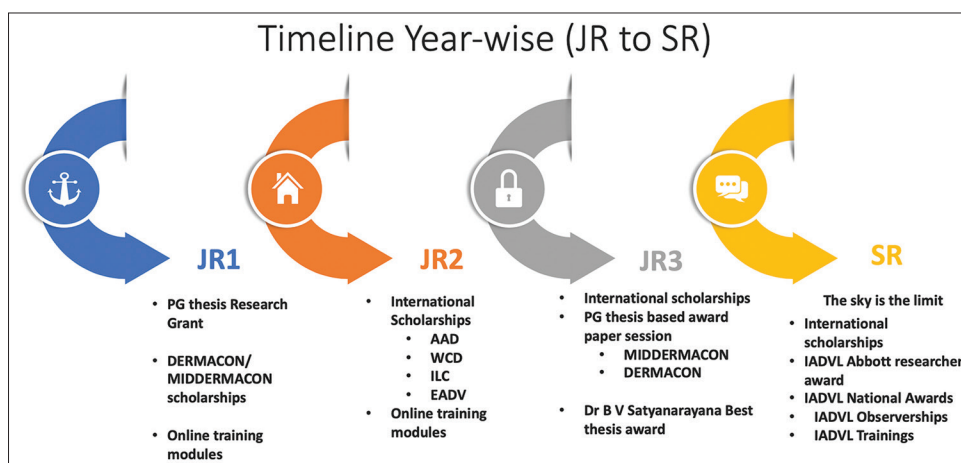 Timeline Year-wise (JR to SR)
JR1
• PG thesis Research
Grant
• DERMACON/
MIDDERMACON
scholarships
• Online training
modules
JR2
• International
Scholarships
• AAD
• WCD
• ILC
• EADV
• Online training
modules
JR3
• International scholarships
• PG thesis based award
paper session
• MIDDERMACON
• DERMACON
• Dr B V Satyanarayana Best
thesis award
SR
The sky is the limit
• International
scholarships
• IADVL Abbott researcher
award
• IADVL National Awards
• IADVL Observerships
• IADVL Trainings